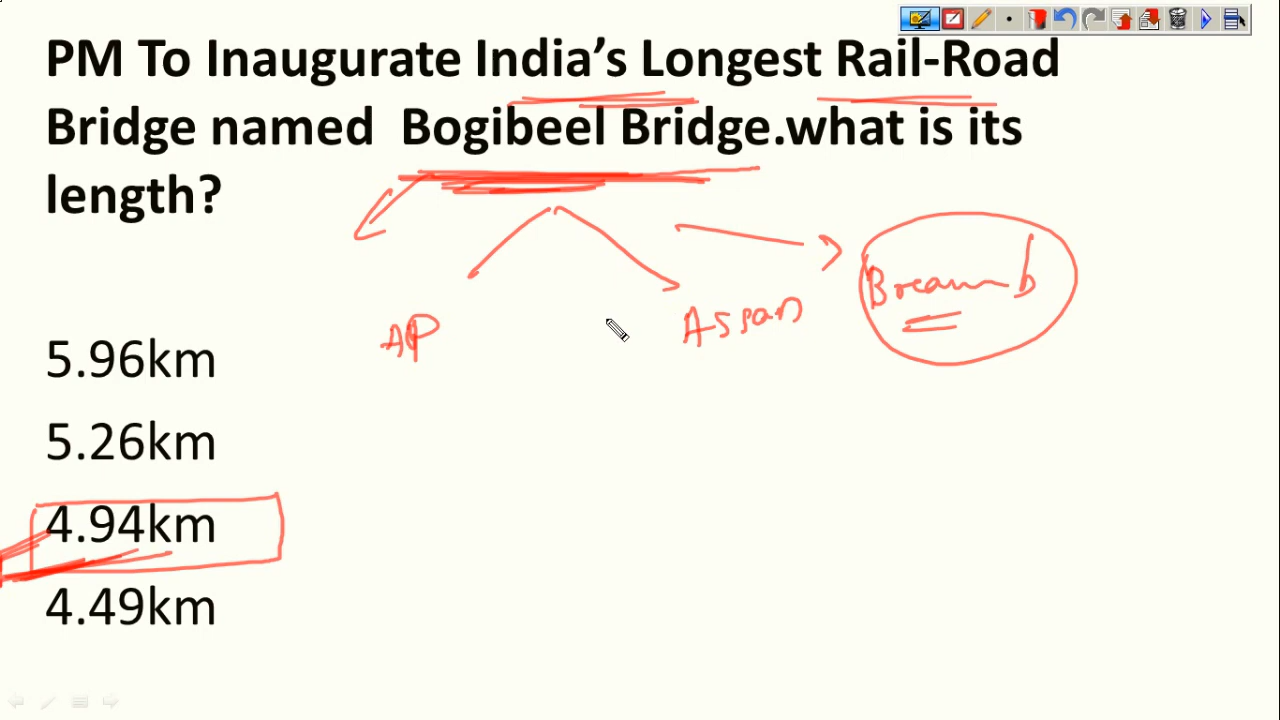 PM To Inaugurate India’s Longest Rail-Road
Bridge named Bogibeel Bridge.what is its
length?
AP
Assam
5.96km
5.26km
4.94km
4.49km